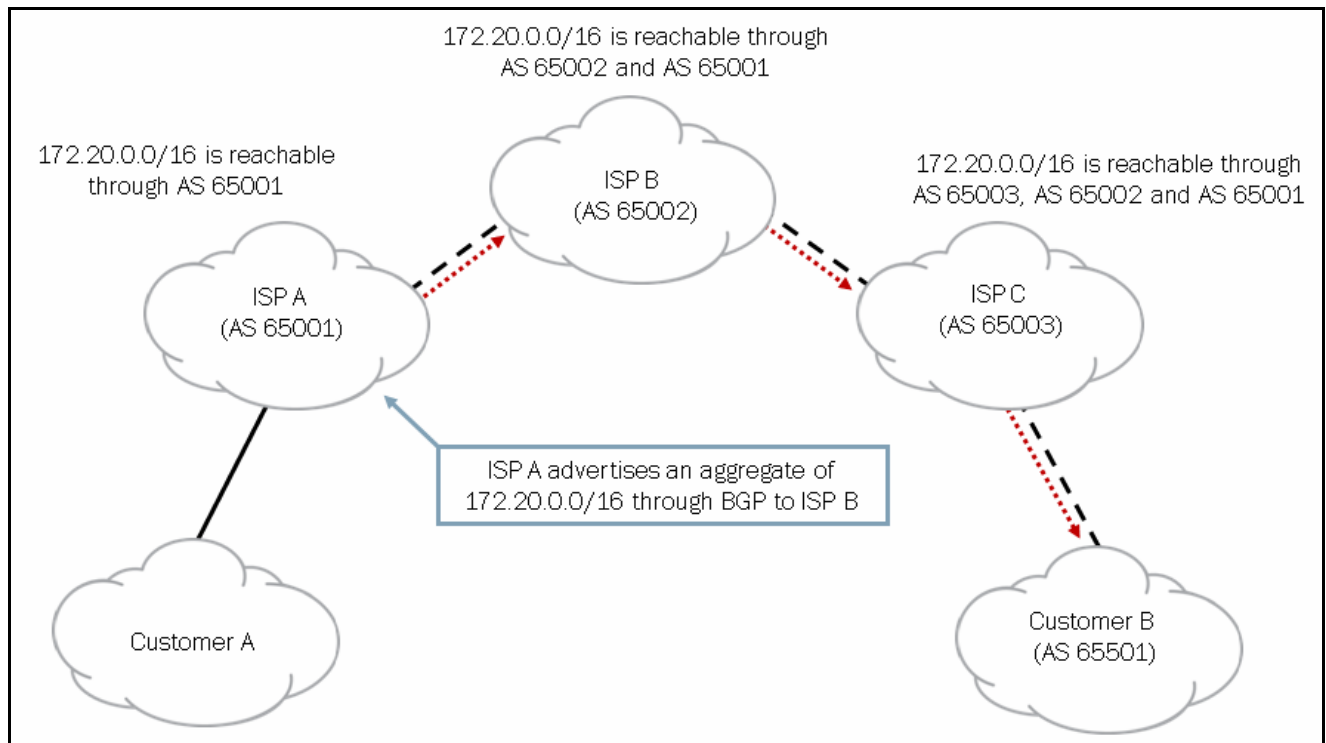 172.20.0.0/16 is reachable through
AS 65002 and AS 65001
172.20.0.0/16 is reachable
through AS 65001
ISP B
(AS 65002)
172.20.0.0/16 is reachable through
AS 65003, AS 65002 and AS 65001
ISP A
(AS 65001)
ISP C
(AS 65003)
ISP A advertises an aggregate of
172.20.0.0/16 through BGP to ISP B
Customer A
Customer B
(AS 65501)